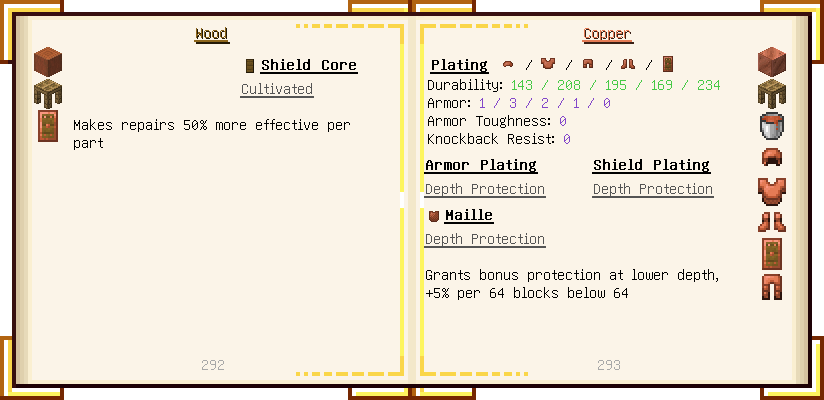 Wood
Shield Core
Cultivated
Makes repairs 50% more effective per
part
292
Copper
Plating / / / /
Durability: 143 / 208 / 195 / 169 / 234
Armor: 1 / 3 / 2 / 1 / 0
Armor Toughness: 0
Knockback Resist: 0
Armor Plating Shield Plating
Depth Protection Depth Protection
Maille
Depth Protection
Grants bonus protection at lower depth,
+5% per 64 blocks below 64
293